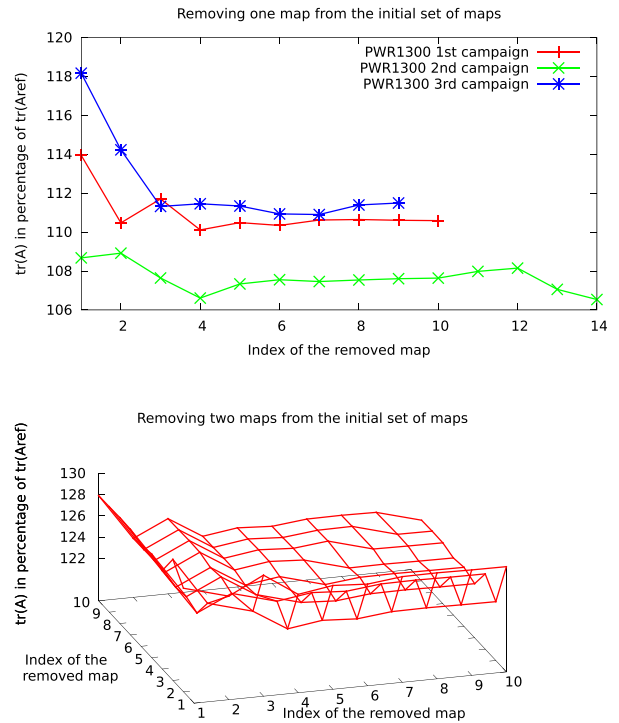 Removing one map from the initial set of maps
tr(A) in percentage of tr(Aref)
120
118
116
114
112
110
108
106
PWR1300 1st campaign
PWR1300 2nd campaign
PWR1300 3rd campaign
2 4 6 8 10 12 14
Index of the removed map
Removing two maps from the initial set of maps
tr(A) in percentage of tr(Aref)
130
128
126
124
122
10
9
8
7
6
5
4
3
2
1
Index of the
removed map
1 2 3 4 5 6 7 8 9 10
Index of the removed map